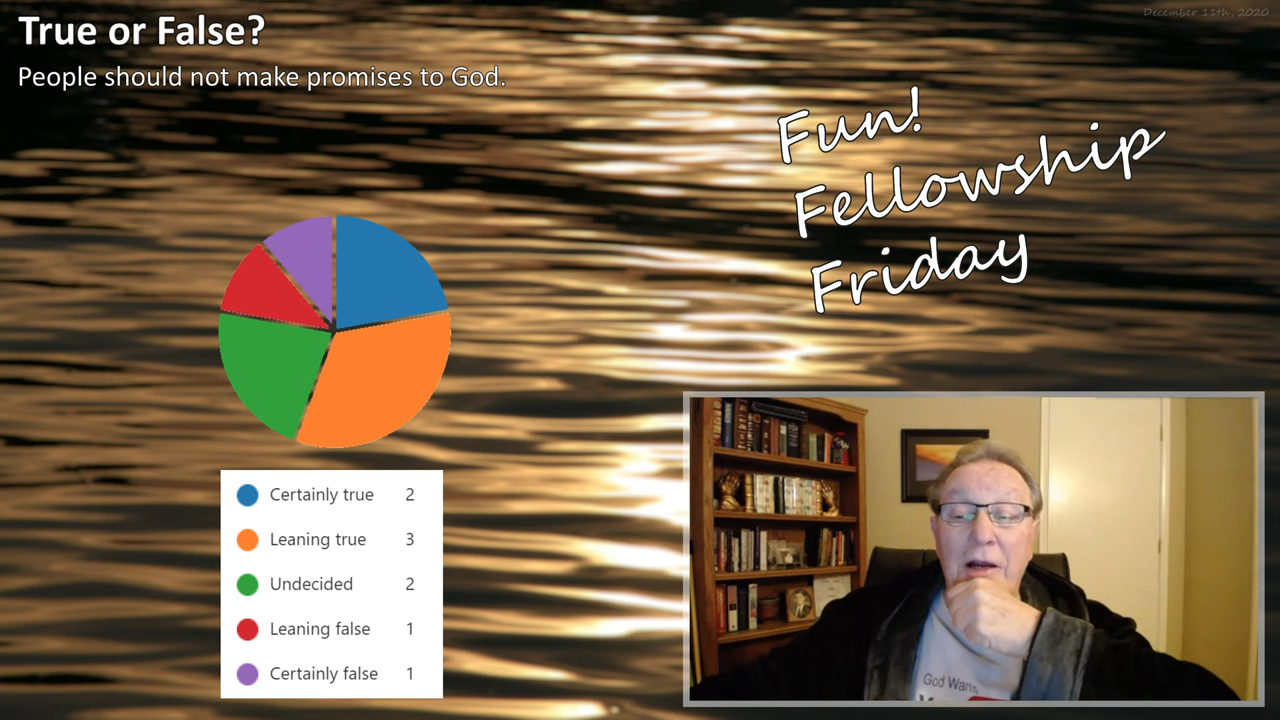 True or False?
People should not make promises to God.
December 11th, 2020
Fun!
Fellowship
Friday
Certainly true 2
Leaning true 3
Undecided 2
Leaning false 1
Certainly false 1
God Wants